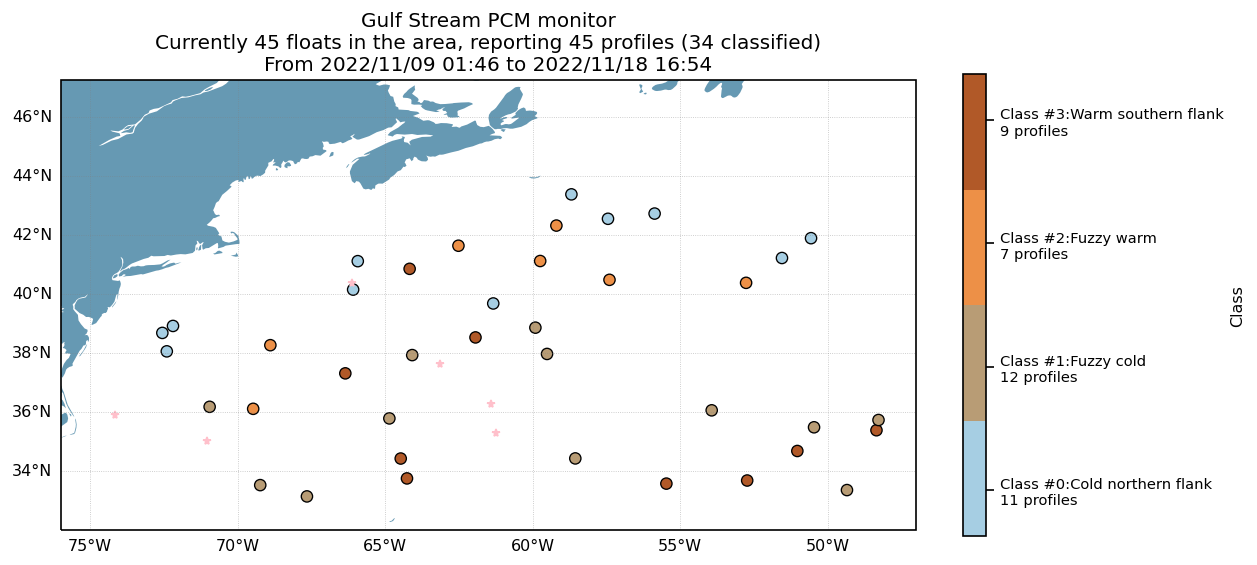 Gulf Stream PCM monitor
Currently 45 floats in the area, reporting 45 profiles (34 classified)
From 2022/11/09 01:46 to 2022/11/18 16:54
46°N
44°N
42°N
40°N
38°N
36°N
34°N
75°W
70°W
65°W
60°W
55°W
50°W
Class #3:Warm southern flank
9 profiles
Class #2:Fuzzy warm
7 profiles
Class #1:Fuzzy cold
12 profiles
Class #0:Cold northern flank
11 profiles
Class